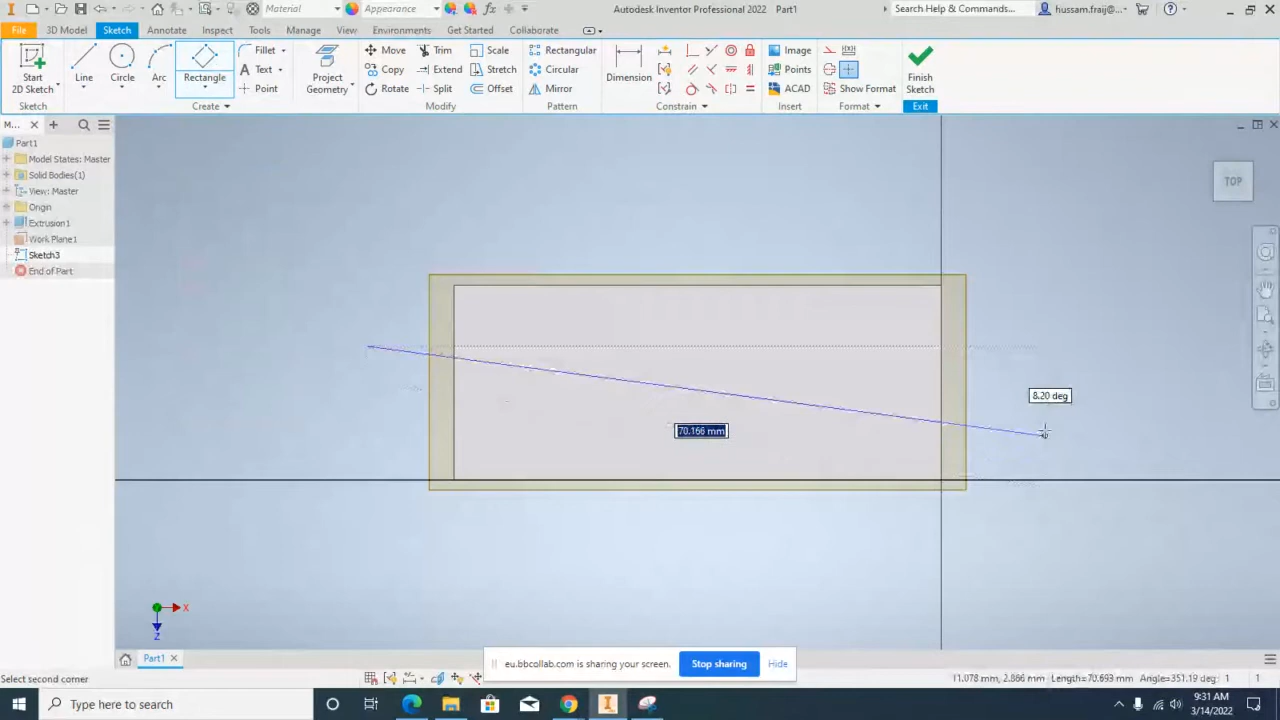 Material
Appearance
Autodesk Inventor Professional 2022 Part1
Search Help & Commands...
hussam.fraij@...
File
3D Model
Sketch
Annotate
Inspect
Tools
Manage
View
Environments
Get Started
Collaborate
Start
2D Sketch
Line
Circle
Arc
Rectangle
Fillet
Text
Point
Project
Geometry
Move
Copy
Rotate
Trim
Extend
Split
Scale
Stretch
Offset
Rectangular
Circular
Mirror
Dimension
Image
Points
ACAD
Show Format
Finish
Sketch
Sketch
Create
Modify
Pattern
Constrain
Insert
Format
Exit
M...
Part1
Model States: Master
Solid Bodies(1)
View: Master
Origin
Extrusion1
Work Plane1
Sketch3
End of Part
TOP
8.20 deg
70.166 mm
X
Z
Part1
eu.bbcollab.com is sharing your screen.
Stop sharing
Hide
Select second corner
11.078 mm, 2.866 mm Length=70.693 mm Angle=351.19 deg 1 1
Type here to search
9:31 AM
3/14/2022